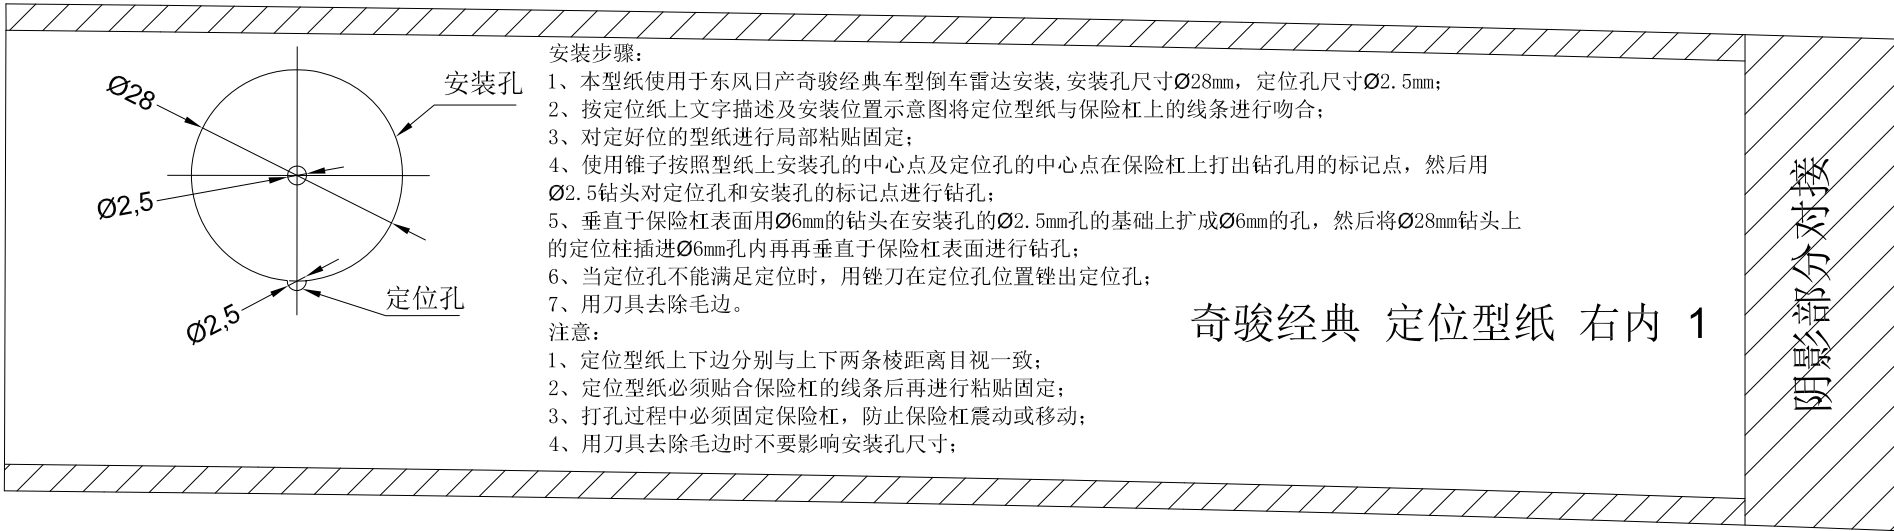 Ø28
安装孔
Ø2,5
Ø2,5
定位孔
安装步骤:
1、本型纸使用于东风日产奇骏经典车型倒车雷达安装,安装孔尺寸Ø28mm，定位孔尺寸Ø2.5mm；
2、按定位纸上文字描述及安装位置示意图将定位型纸与保险杠上的线条进行吻合；
3、对定好位的型纸进行局部粘贴固定；
4、使用锥子按照型纸上安装孔的中心点及定位孔的中心点在保险杠上打出钻孔用的标记点，然后用
Ø2.5钻头对定位孔和安装孔的标记点进行钻孔；
5、垂直于保险杠表面用Ø6mm的钻头在安装孔的Ø2.5mm孔的基础上扩成Ø6mm的孔，然后将Ø28mm钻头上
的定位柱插进Ø6mm孔内再再垂直于保险杠表面进行钻孔；
6、当定位孔不能满足定位时，用锉刀在定位孔位置锉出定位孔；
7、用刀具去除毛边。
注意：
1、定位型纸上下边分别与上下两条棱距离目视一致；
2、定位型纸必须贴合保险杠的线条后再进行粘贴固定；
3、打孔过程中必须固定保险杠，防止保险杠震动或移动；
4、用刀具去除毛边时不要影响安装孔尺寸；
奇骏经典 定位型纸 右内 1
阴影部分对接